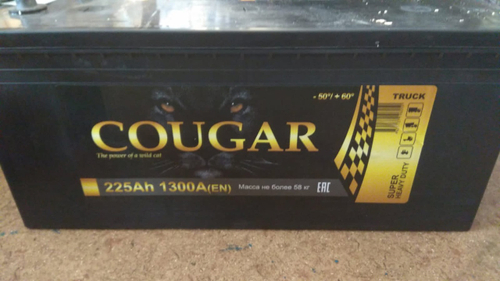 - 50°/ + 60°
TRUCK
COUGAR
The power of a wild cat
SUPER
HEAVY DUTY
225Ah 1300A(EN)
Масса не более 58 кг
EAC